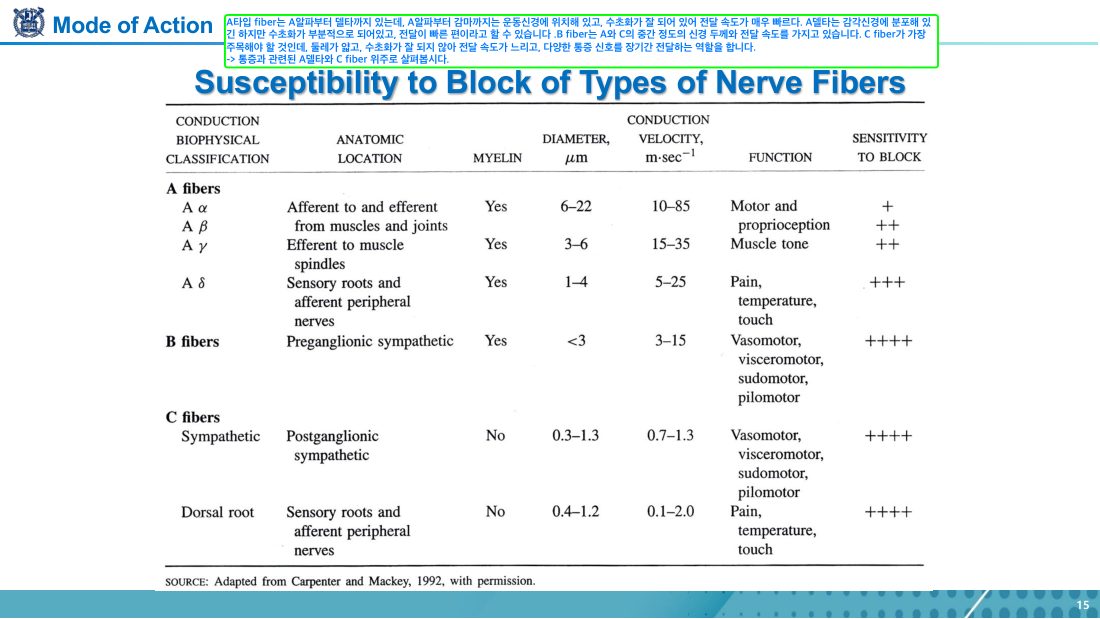 Mode of Action
A타입 fiber는 A알파부터 델타까지 있는데, A알파부터 감마까지는 운동신경에 위치해 있고, 수초화가 잘 되어 있어 전달 속도가 매우 빠르다. A델타는 감각신경에 분포해 있
긴 하지만 수초화가 부분적으로 되어있고, 전달이 빠른 편이라고 할 수 있습니다 .B fiber는 A와 C의 중간 정도의 신경 두께와 전달 속도를 가지고 있습니다. C fiber가 가장
주목해야 할 것인데, 둘레가 얇고, 수초화가 잘 되지 않아 전달 속도가 느리고, 다양한 통증 신호를 장기간 전달하는 역할을 합니다.
-> 통증과 관련된 A델타와 C fiber 위주로 살펴봅시다.
Susceptibility to Block of Types of Nerve Fibers
CONDUCTION CONDUCTION
BIOPHYSICAL ANATOMIC DIAMETER, VELOCITY, SENSITIVITY
CLASSIFICATION LOCATION MYELIN μm m·sec⁻¹ FUNCTION TO BLOCK
A fibers
A α Afferent to and efferent Yes 6–22 10–85 Motor and +
A β from muscles and joints proprioception ++
A γ Efferent to muscle Yes 3–6 15–35 Muscle tone ++
spindles
A δ Sensory roots and Yes 1–4 5–25 Pain, +++
afferent peripheral temperature,
nerves touch
B fibers Preganglionic sympathetic Yes <3 3–15 Vasomotor, ++++
visceromotor,
sudomotor,
pilomotor
C fibers
Sympathetic Postganglionic No 0.3–1.3 0.7–1.3 Vasomotor, ++++
sympathetic visceromotor,
sudomotor,
pilomotor
Dorsal root Sensory roots and No 0.4–1.2 0.1–2.0 Pain, ++++
afferent peripheral temperature,
nerves touch
SOURCE: Adapted from Carpenter and Mackey, 1992, with permission.
15